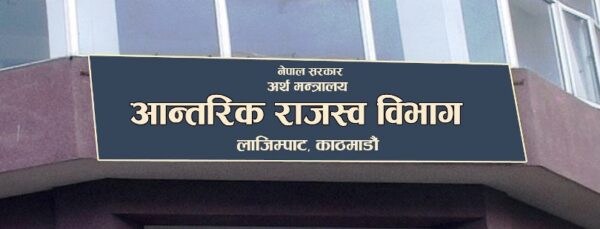 नेपाल सरकार
अर्थ मन्त्रालय
आन्तरिक राजस्व विभाग
लाजिम्पाट, काठमाडौं